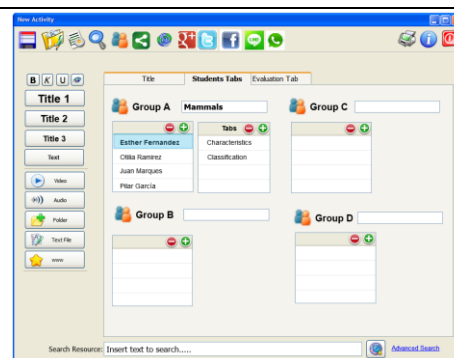 New Activity
B K U
Title 1
Title 2
Title 3
Text
Video
Audio
Folder
Text File
www
Title Students Tabs Evaluation Tab
Group A Mammals
Group C
Tabs
Esther Fernandez Characteristics
Otilia Ramirez Classification
Juan Marques
Pilar García
Group B
Group D
Search Resource: Insert text to search..... Advanced Search